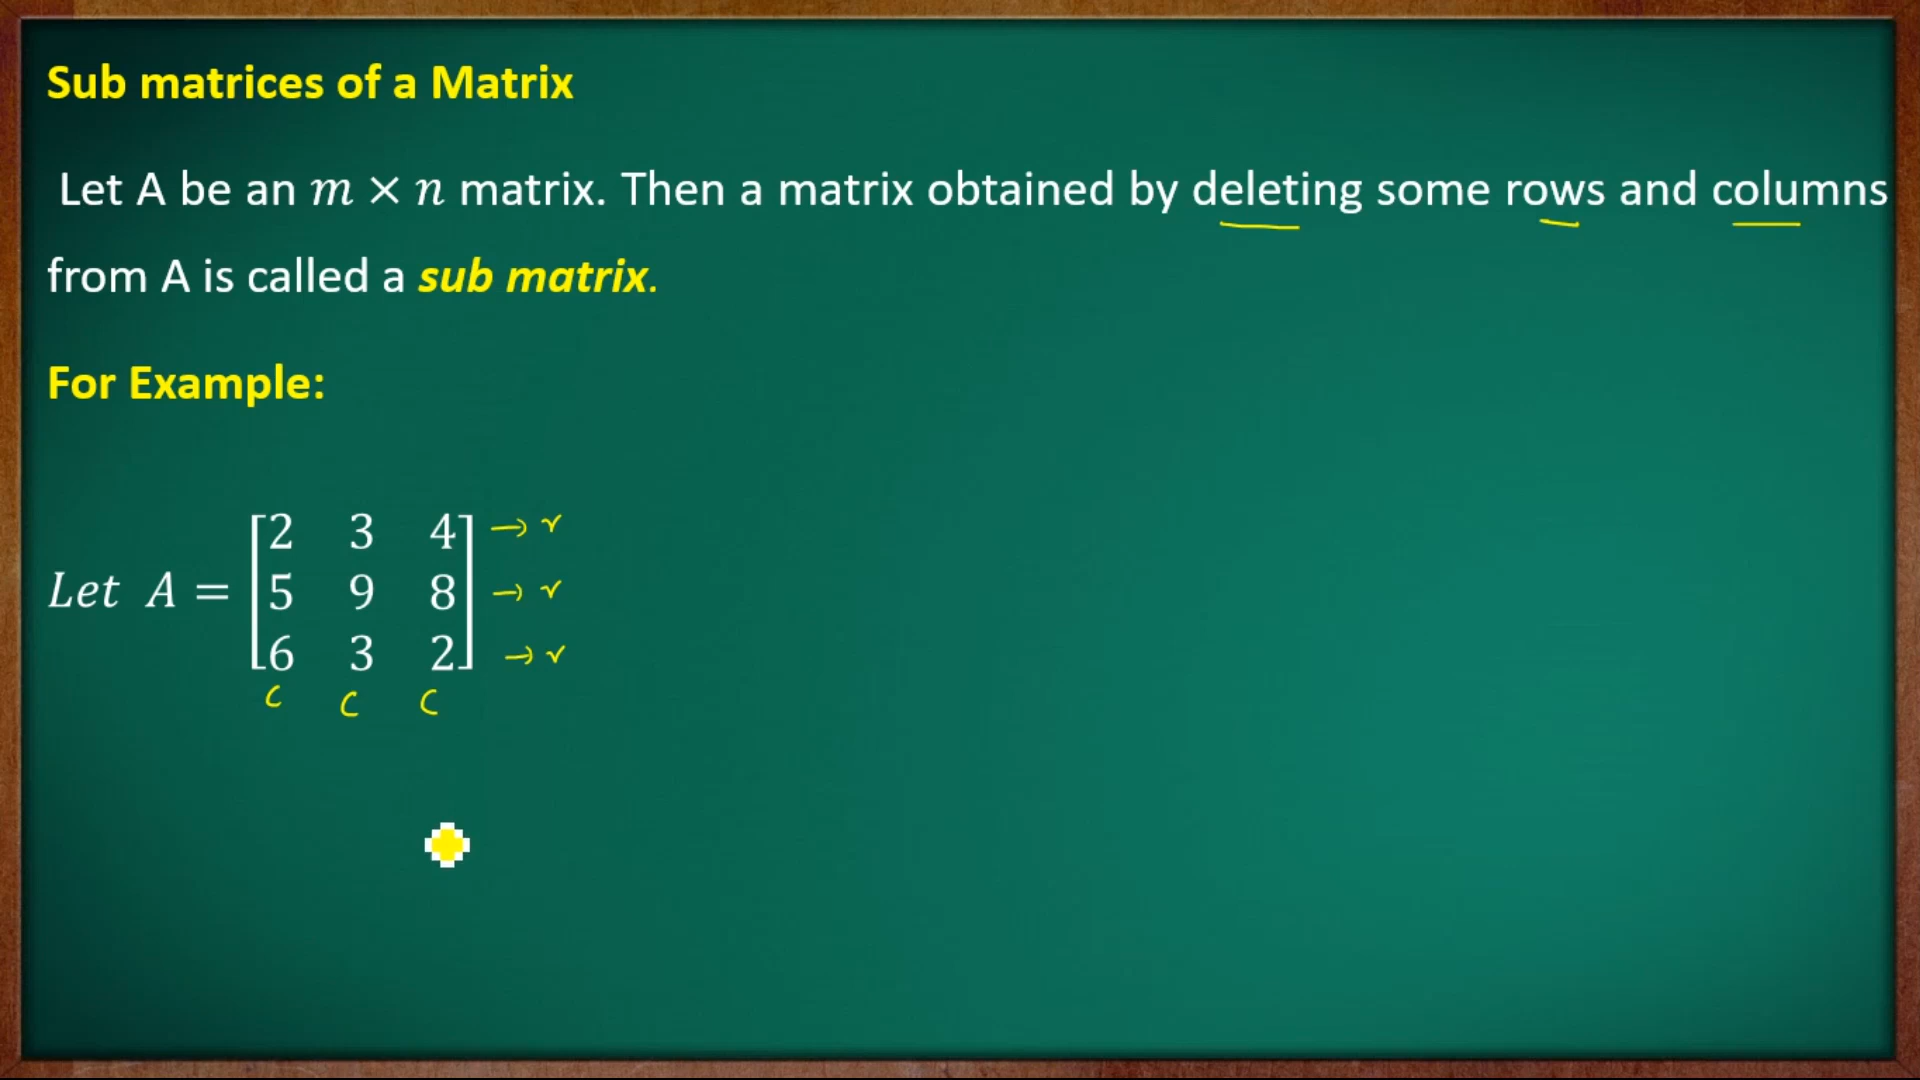 Sub matrices of a Matrix
Let A be an m × n matrix. Then a matrix obtained by deleting some rows and columns
from A is called a sub matrix.
For Example:
2 3 4 → r
Let A = 5 9 8 → r
6 3 2 → r
C C C